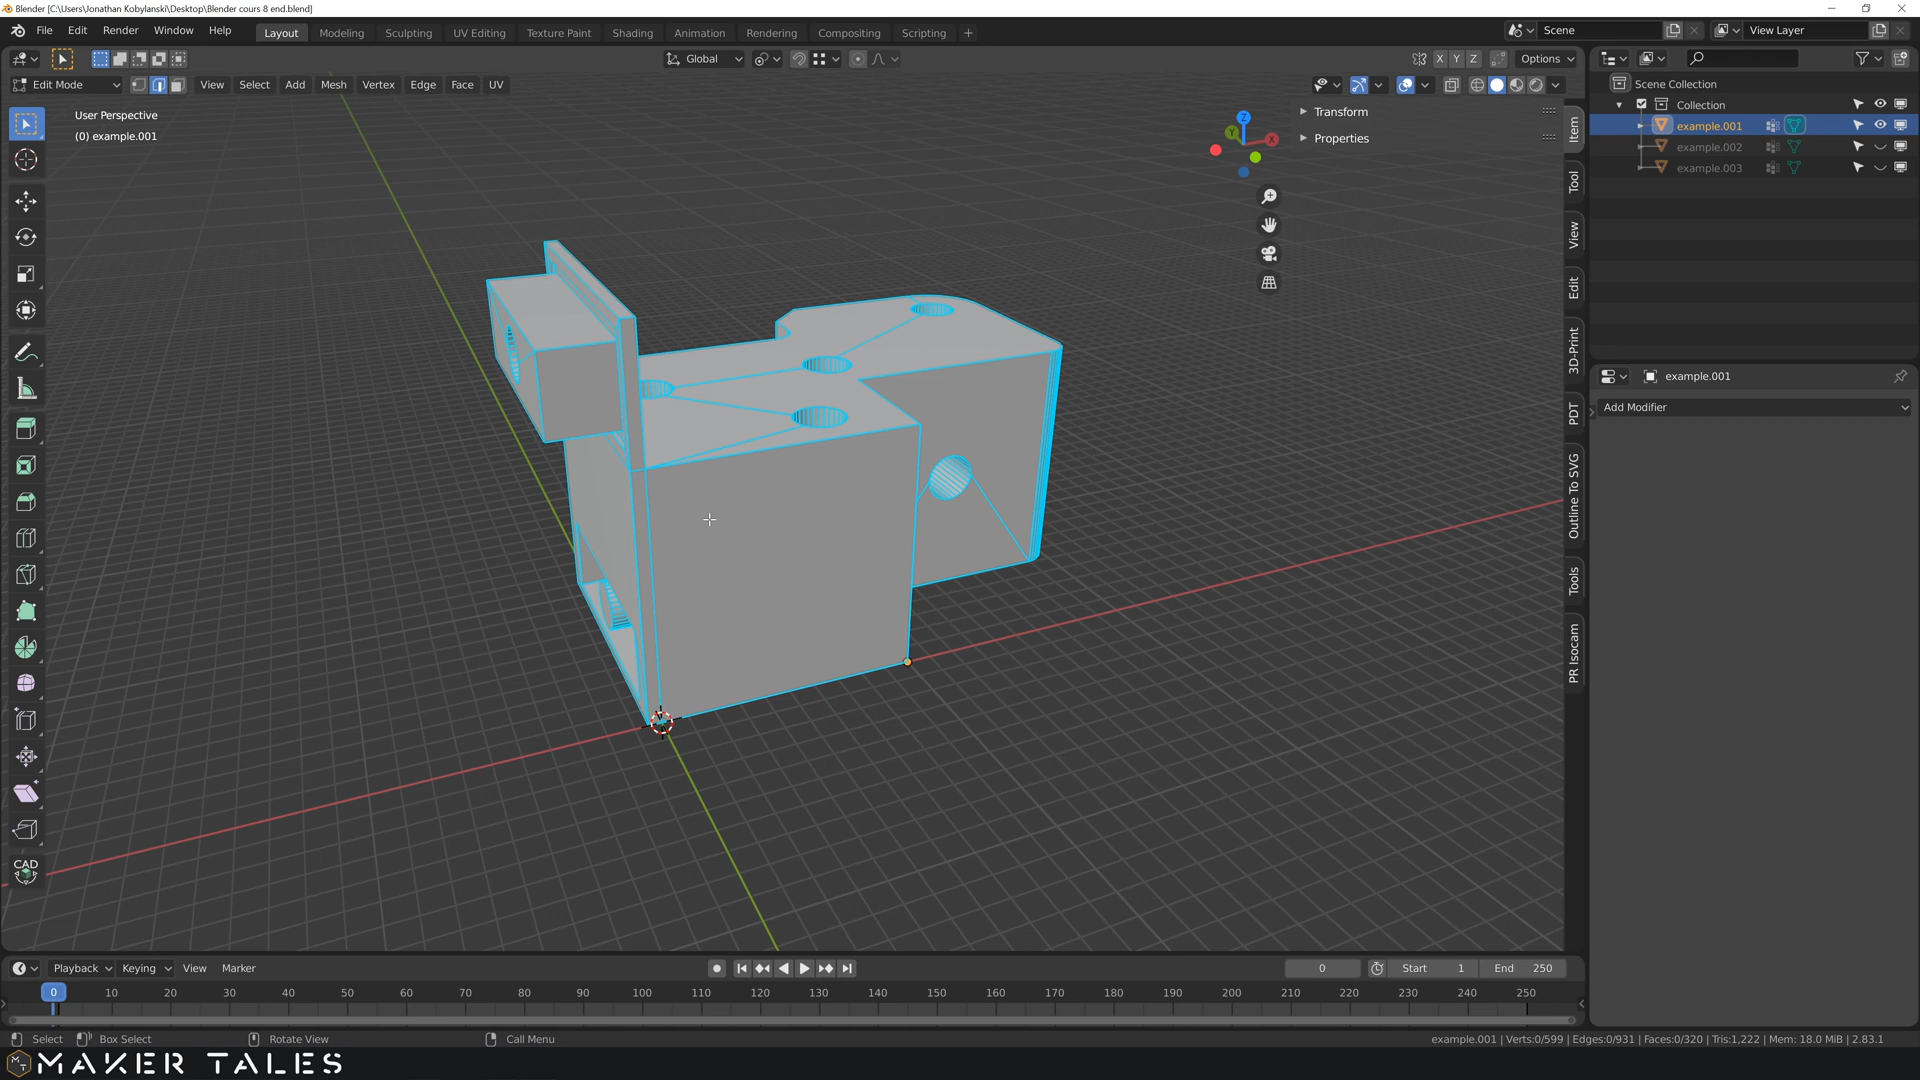 Blender [C:\Users\Jonathan Kobylanski\Desktop\Blender cours 8 end.blend]
File Edit Render Window Help Layout Modeling Sculpting UV Editing Texture Paint Shading Animation Rendering Compositing Scripting + Scene View Layer
Global X Y Z Options
Edit Mode View Select Add Mesh Vertex Edge Face UV
User Perspective
(0) example.001
Z
Y
X
Transform
Properties
Item
Tool
View
Edit
3D-Print
PDT
Outline To SVG
Tools
PR Isocam
Scene Collection
Collection
example.001
example.002
example.003
example.001
Add Modifier
CAD
Playback Keying View Marker 0 Start 1 End 250
0 10 20 30 40 50 60 70 80 90 100 110 120 130 140 150 160 170 180 190 200 210 220 230 240 250
Select Box Select Rotate View Call Menu example.001 | Verts:0/599 | Edges:0/931 | Faces:0/320 | Tris:1,222 | Mem: 18.0 MiB | 2.83.1
MAKER TALES